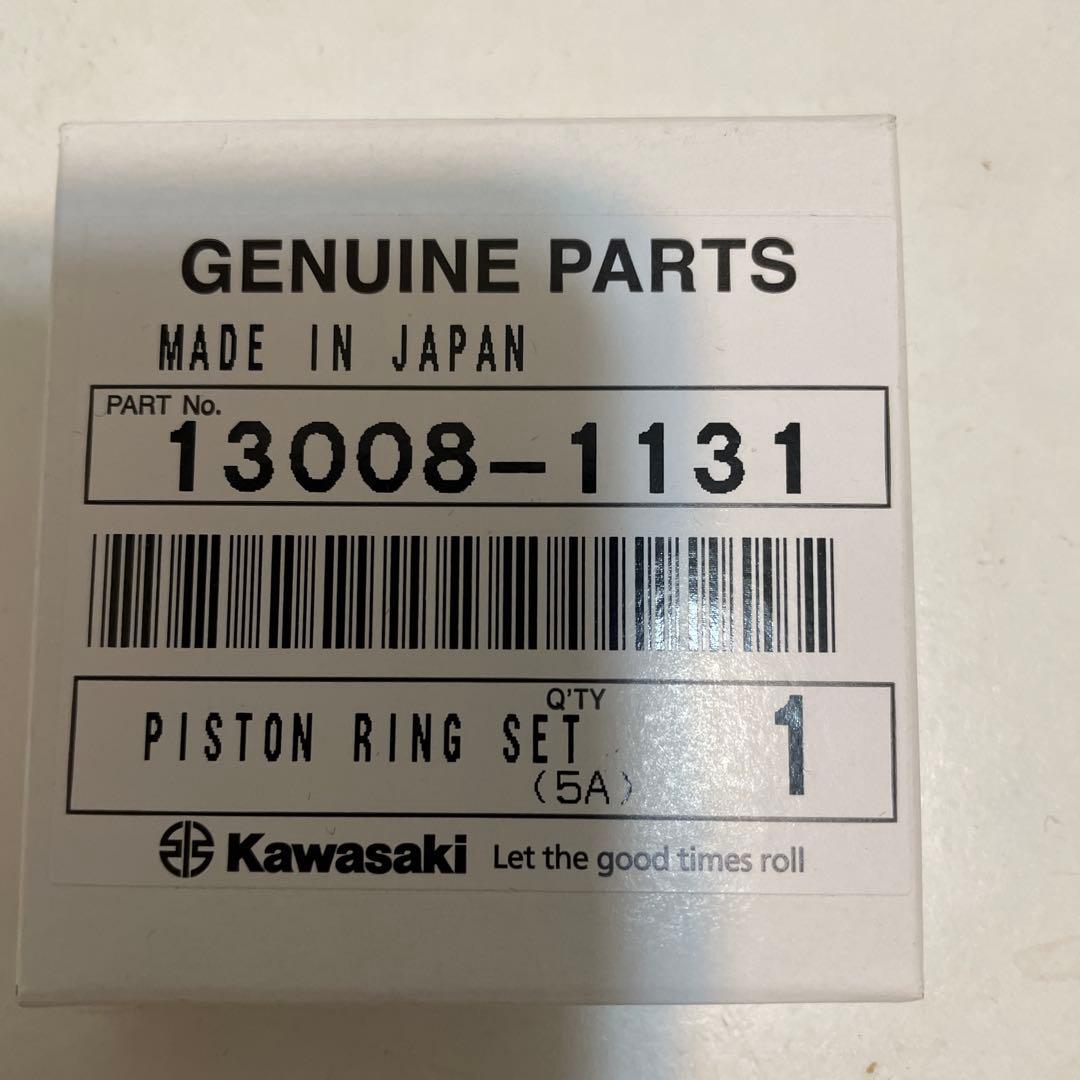 GENUINE PARTS
MADE IN JAPAN
PART No.
13008-1131
Q'TY
PISTON RING SET 1
(5A)
Kawasaki Let the good times roll